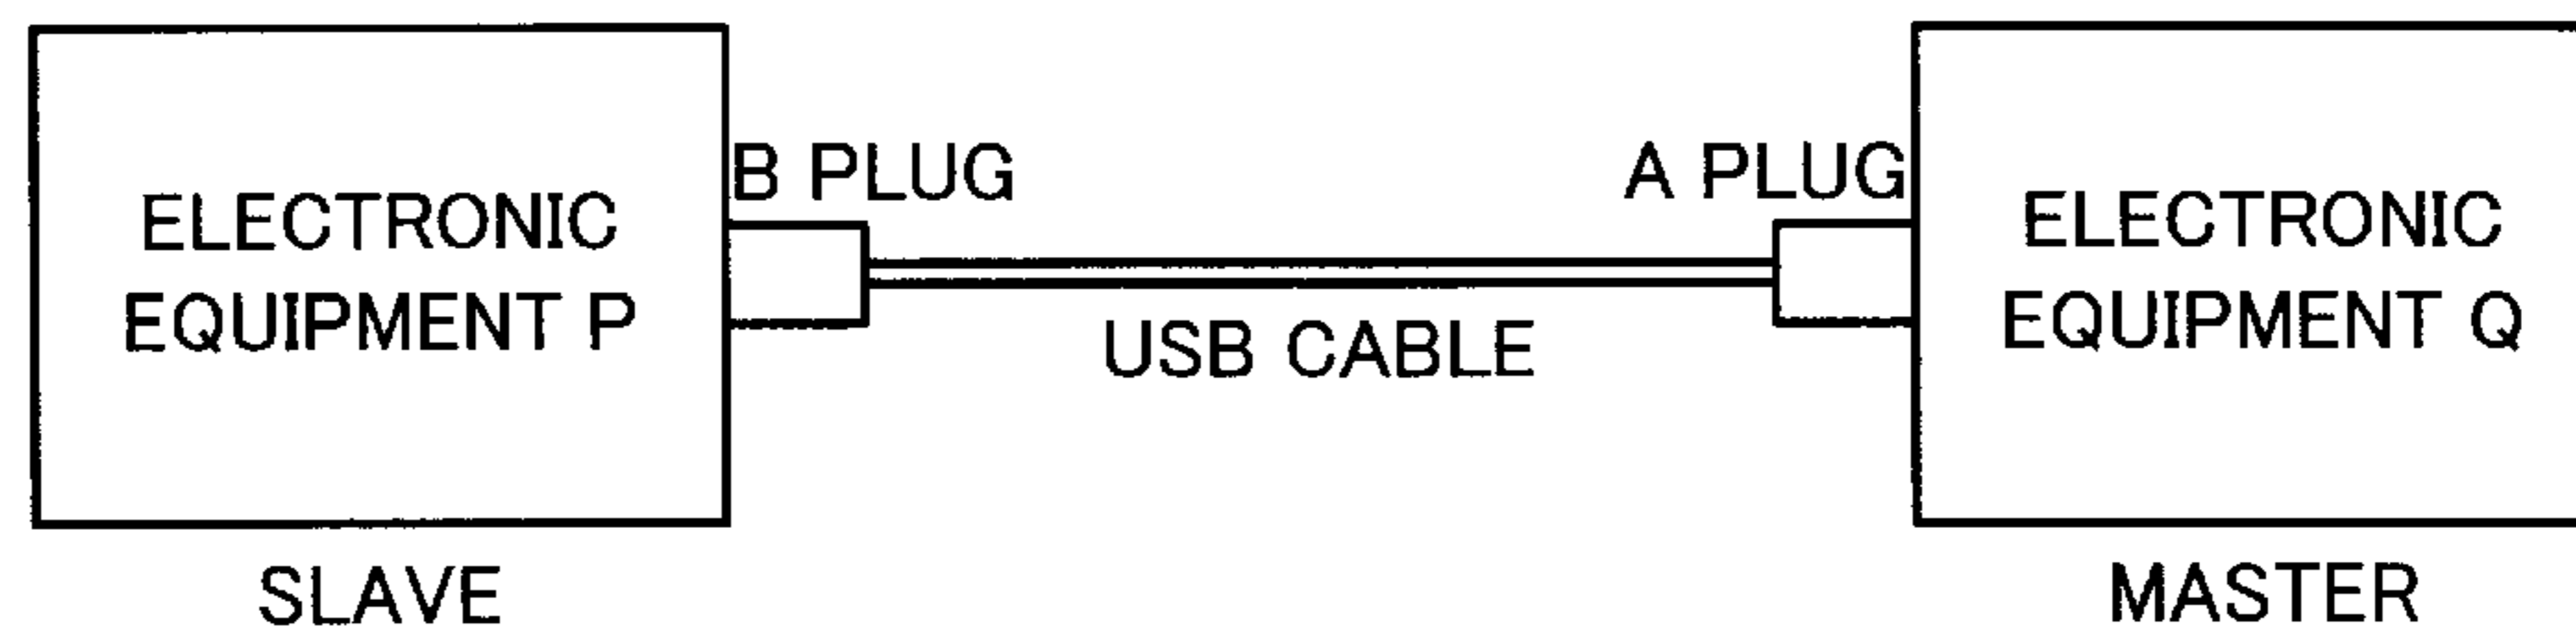 ELECTRONIC
EQUIPMENT P
B PLUG
USB CABLE
A PLUG
ELECTRONIC
EQUIPMENT Q
SLAVE
MASTER